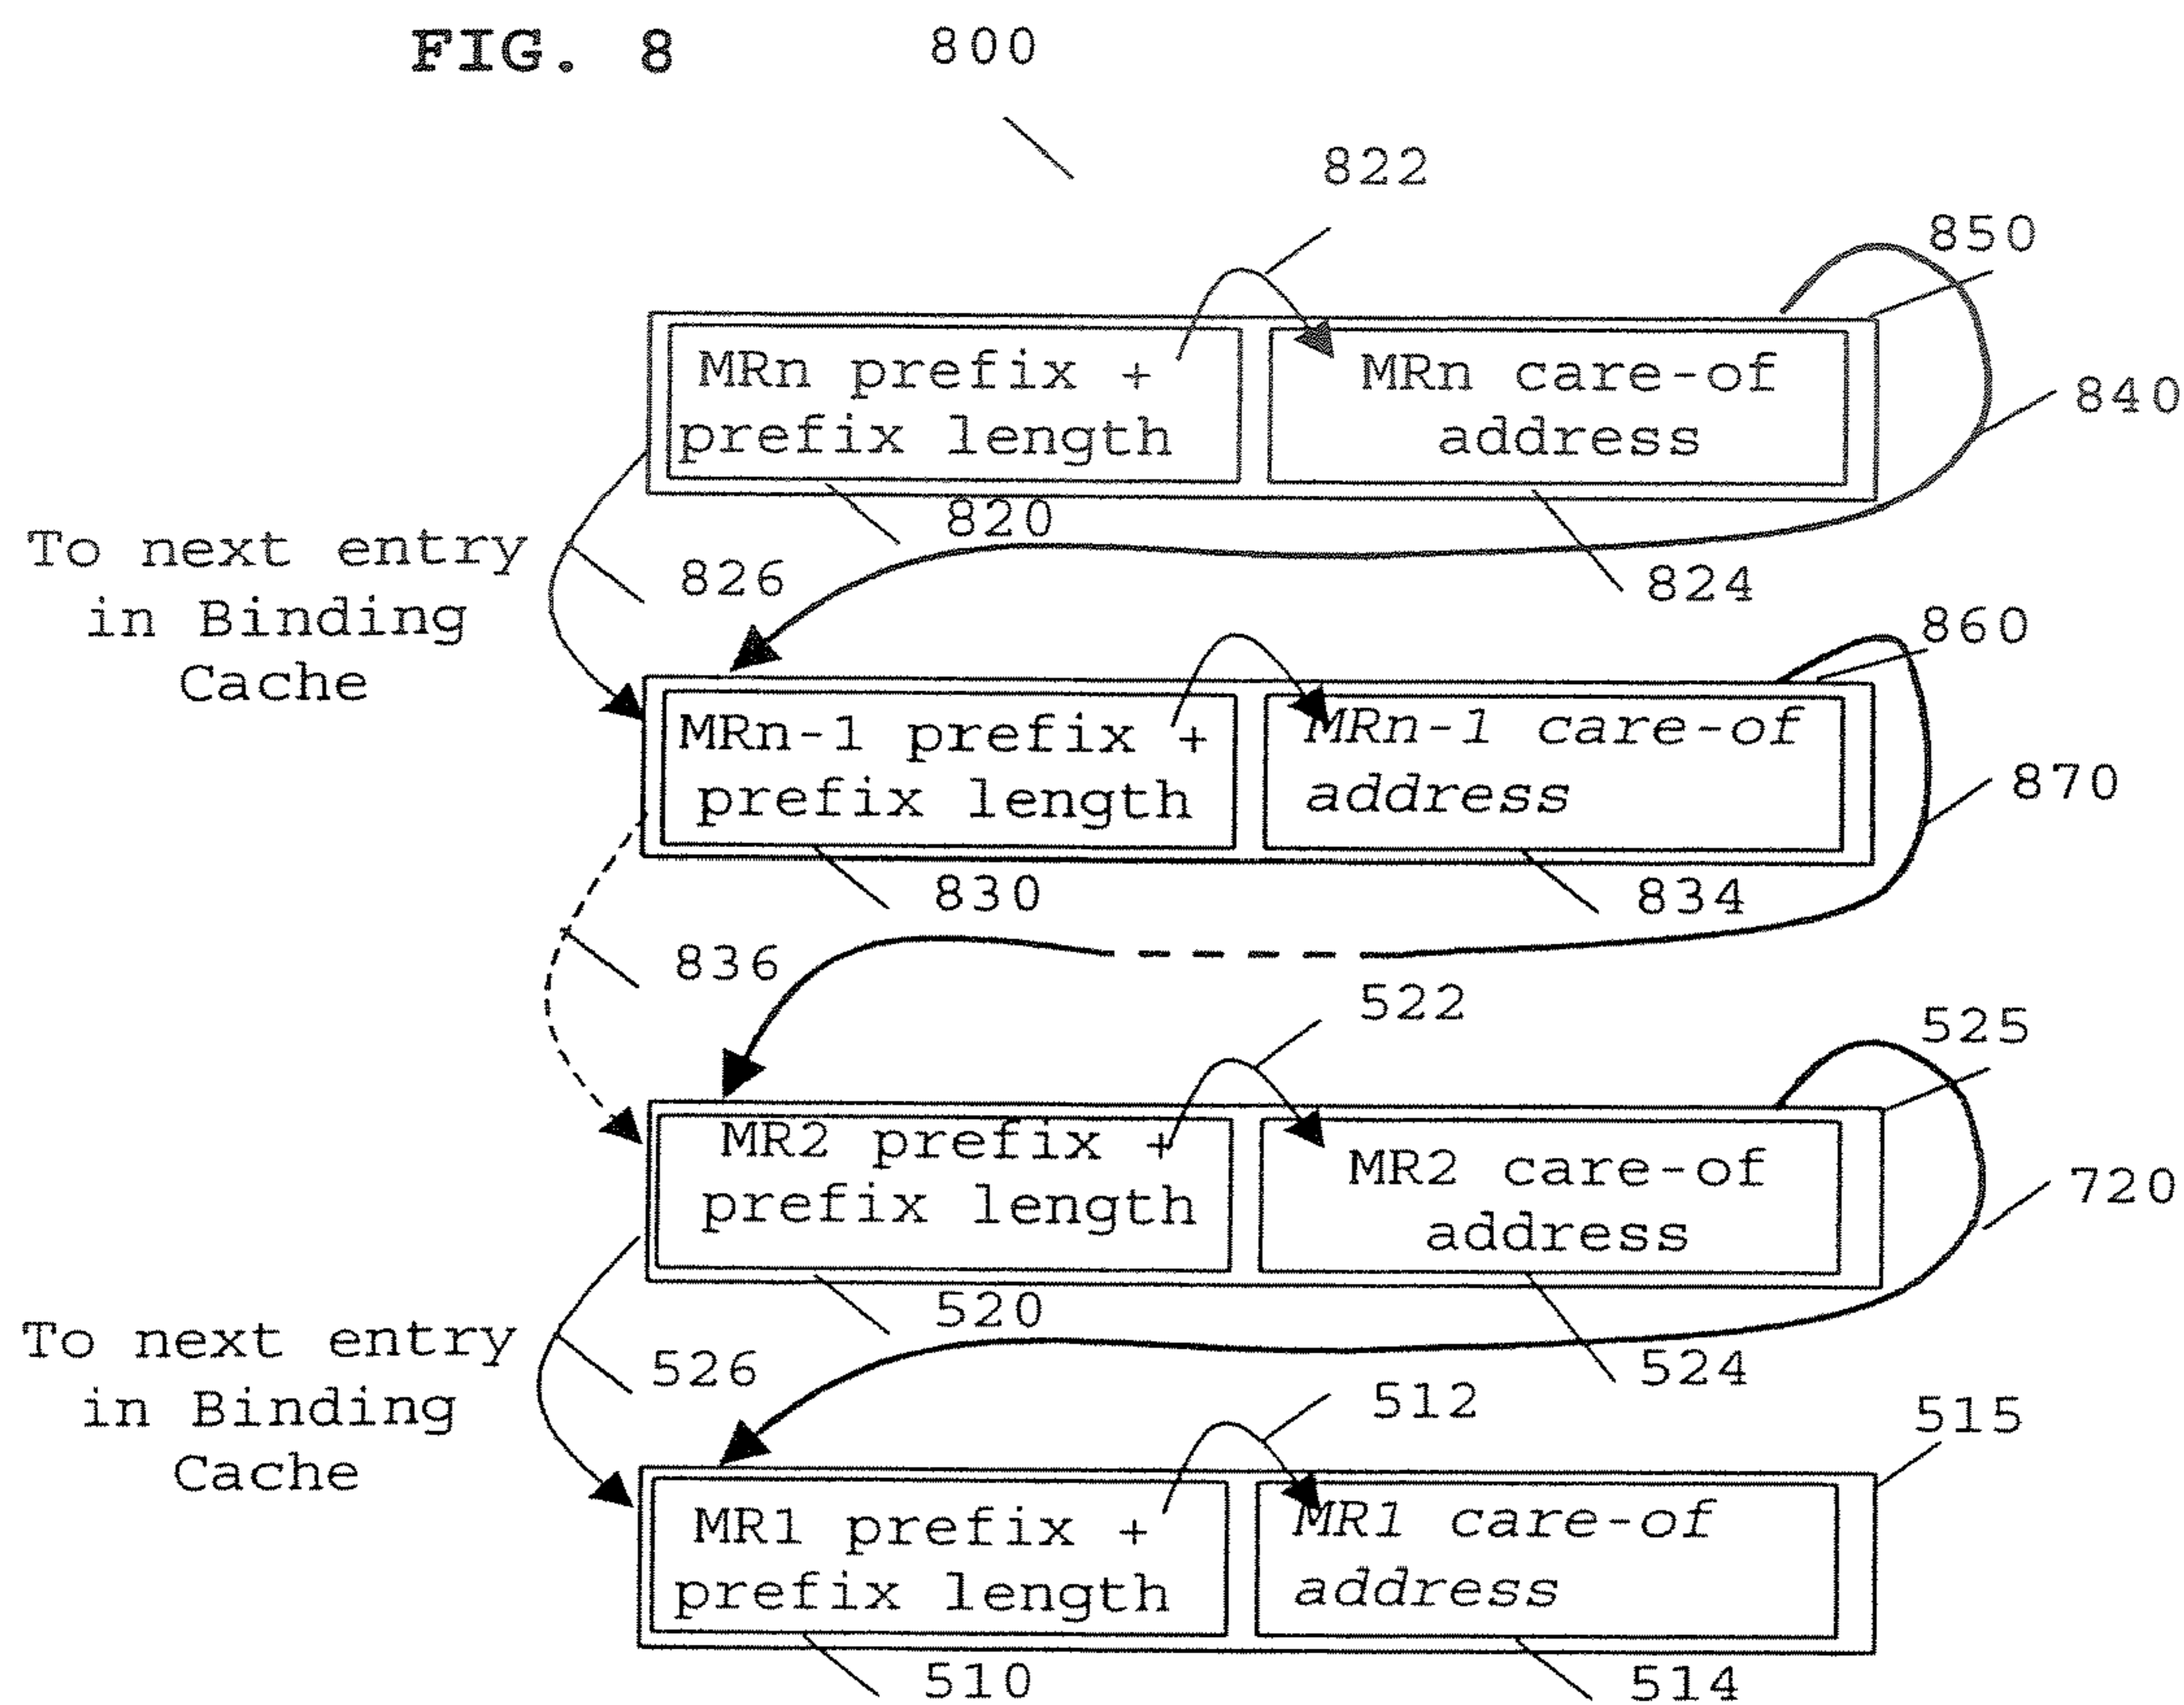 FIG. 8 800
822
850
MRn prefix +
prefix length
MRn care-of
address
840
820
To next entry
in Binding
Cache
826
824
860
MRn-1 prefix +
prefix length
MRn-1 care-of
address
870
830
834
836
522
525
MR2 prefix +
prefix length
MR2 care-of
address
720
520
To next entry
in Binding
Cache
526
524
512
515
MR1 prefix +
prefix length
MR1 care-of
address
510
514